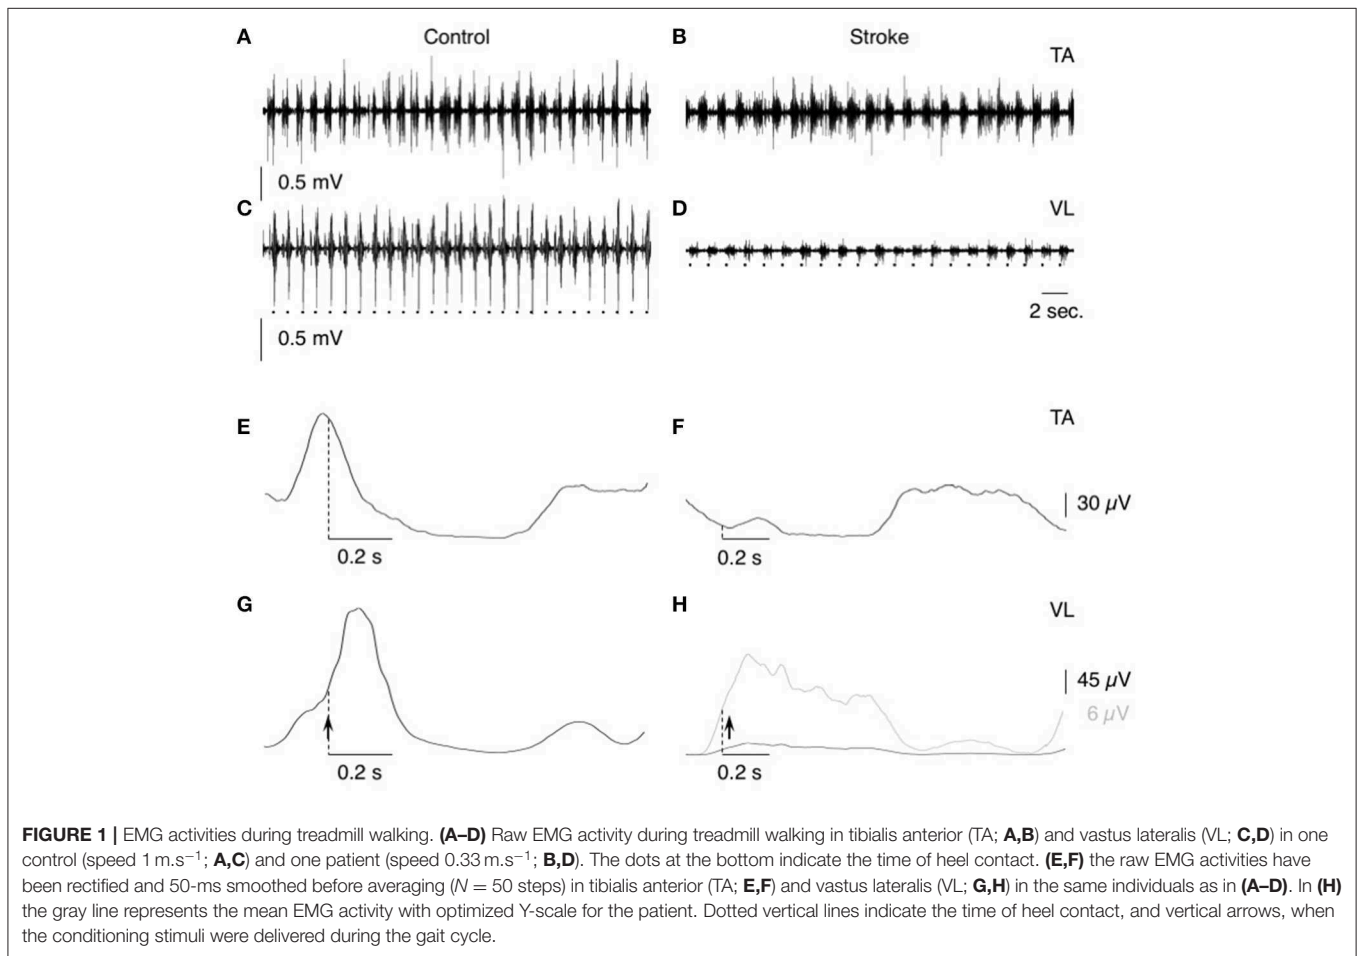 A Control B Stroke TA
0.5 mV
C D VL
2 sec.
0.5 mV
TA
E F
30 µV
0.2 s 0.2 s
G H VL
45 µV
6 µV
0.2 s 0.2 s
FIGURE 1 | EMG activities during treadmill walking. (A–D) Raw EMG activity during treadmill walking in tibialis anterior (TA; A,B) and vastus lateralis (VL; C,D) in one
control (speed 1 m.s−1; A,C) and one patient (speed 0.33 m.s−1; B,D). The dots at the bottom indicate the time of heel contact. (E,F) the raw EMG activities have
been rectified and 50-ms smoothed before averaging (N = 50 steps) in tibialis anterior (TA; E,F) and vastus lateralis (VL; G,H) in the same individuals as in (A–D). In (H)
the gray line represents the mean EMG activity with optimized Y-scale for the patient. Dotted vertical lines indicate the time of heel contact, and vertical arrows, when
the conditioning stimuli were delivered during the gait cycle.